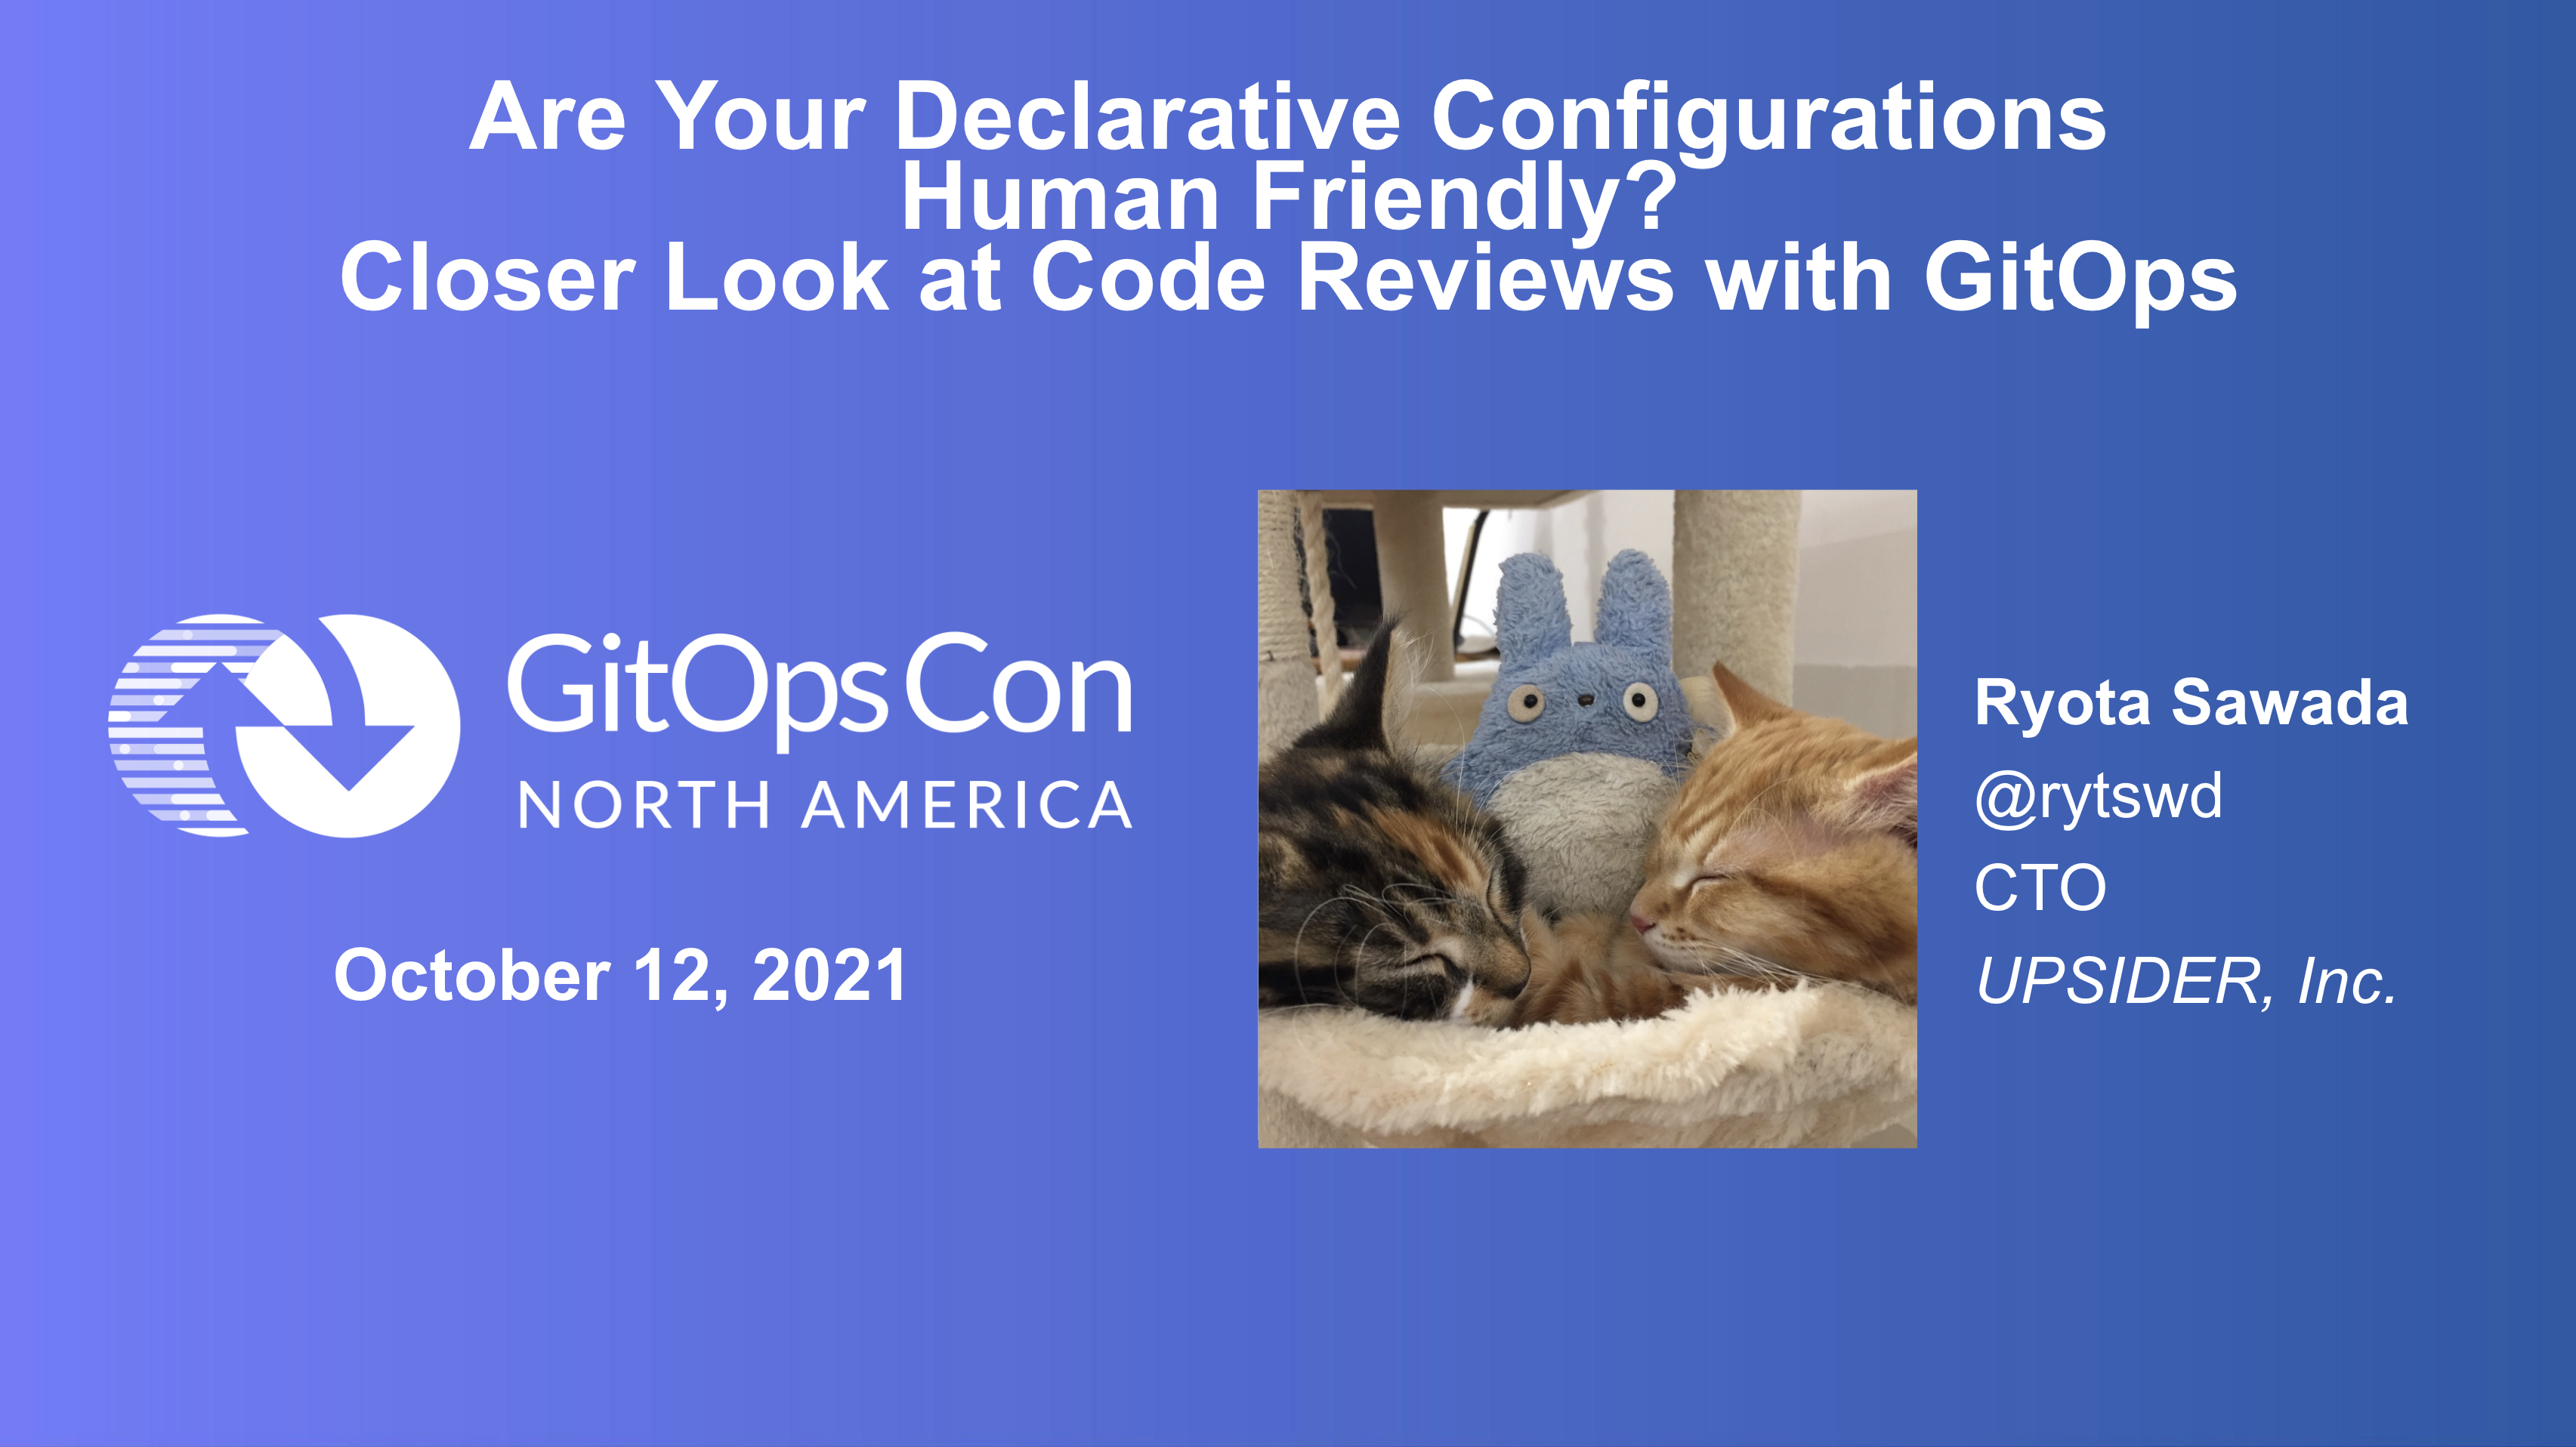 Are Your Declarative Configurations
Human Friendly?
Closer Look at Code Reviews with GitOps
GitOpsCon
NORTH AMERICA
October 12, 2021
Ryota Sawada
@rytswd
CTO
UPSIDER, Inc.